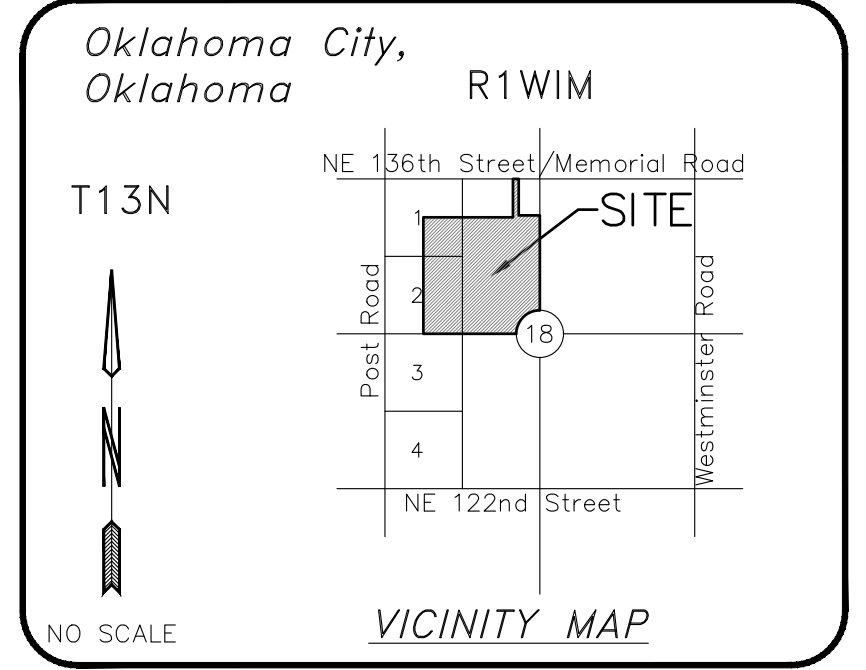 Oklahoma City,
Oklahoma
R1WIM
NE 136th Street/Memorial Road
T13N
SITE
1
2
Post Road
Westminster Road
18
3
4
N
NE 122nd Street
NO SCALE
VICINITY MAP